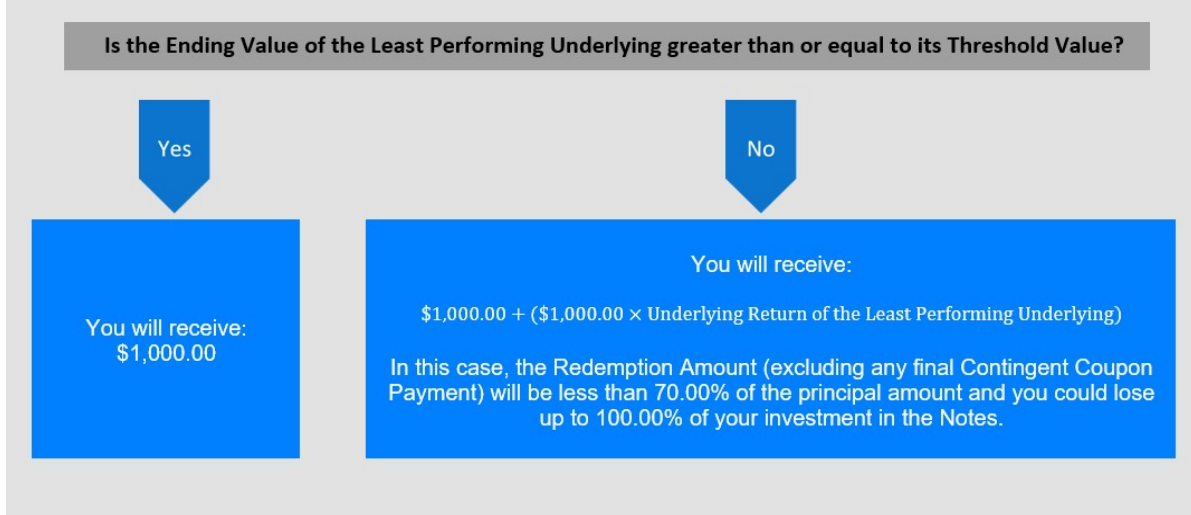 Is the Ending Value of the Least Performing Underlying greater than or equal to its Threshold Value?
Yes
No
You will receive:
$1,000.00
You will receive:
$1,000.00 + ($1,000.00 × Underlying Return of the Least Performing Underlying)
In this case, the Redemption Amount (excluding any final Contingent Coupon
Payment) will be less than 70.00% of the principal amount and you could lose
up to 100.00% of your investment in the Notes.